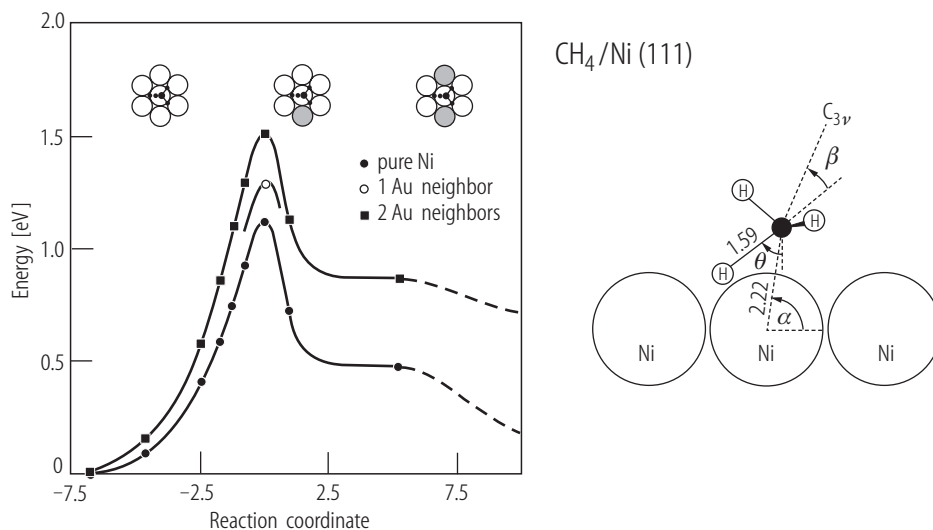 2.0
1.5
1.0
0.5
0
Energy [eV]
−7.5
−2.5
2.5
7.5
Reaction coordinate
pure Ni
1 Au neighbor
2 Au neighbors
CH4/Ni (111)
C3ν
β
H
H
1.59
θ
H
2.22
α
Ni
Ni
Ni